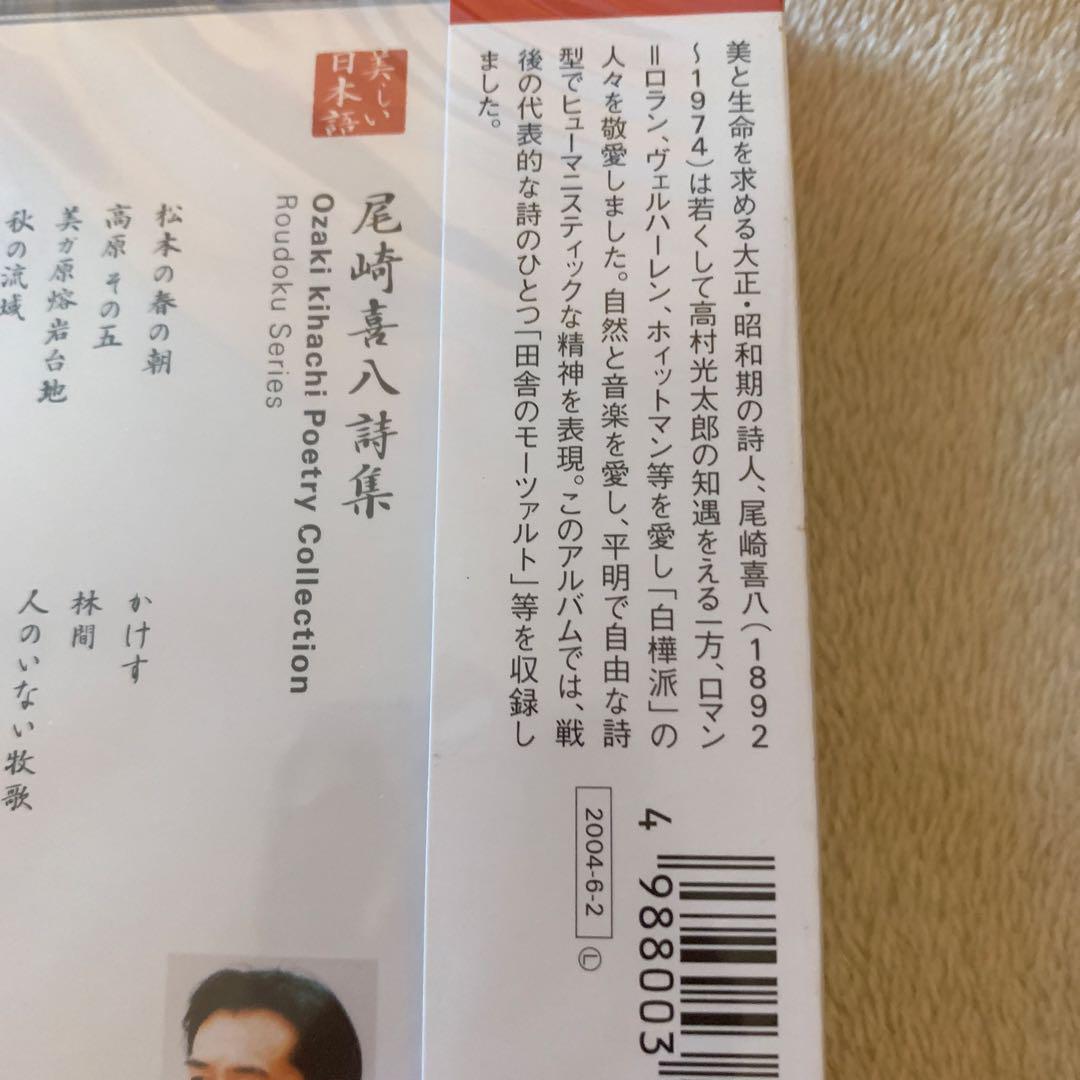 美と生命を求める大正・昭和期の詩人、尾崎喜八(1892
~1974)は若くして高村光太郎の知遇をえる一方、ロマン
=ロラン、ヴェルハーレン、ホィットマン等を愛し「白樺派」の
人々を敬愛しました。自然と音楽を愛し、平明で自由な詩
型でヒューマニスティックな精神を表現。このアルバムでは、戦
後の代表的な詩のひとつ「田舎のモーツァルト」等を収録し
ました。
2004-6-2
Ⓛ
4 988003
美しい
日本語
尾崎喜八詩集
Ozaki kihachi Poetry Collection
Roudoku Series
松本の春の朝
高原 その五
美ガ原熔岩台地
秋の流域
かけす
林間
人のいない牧歌